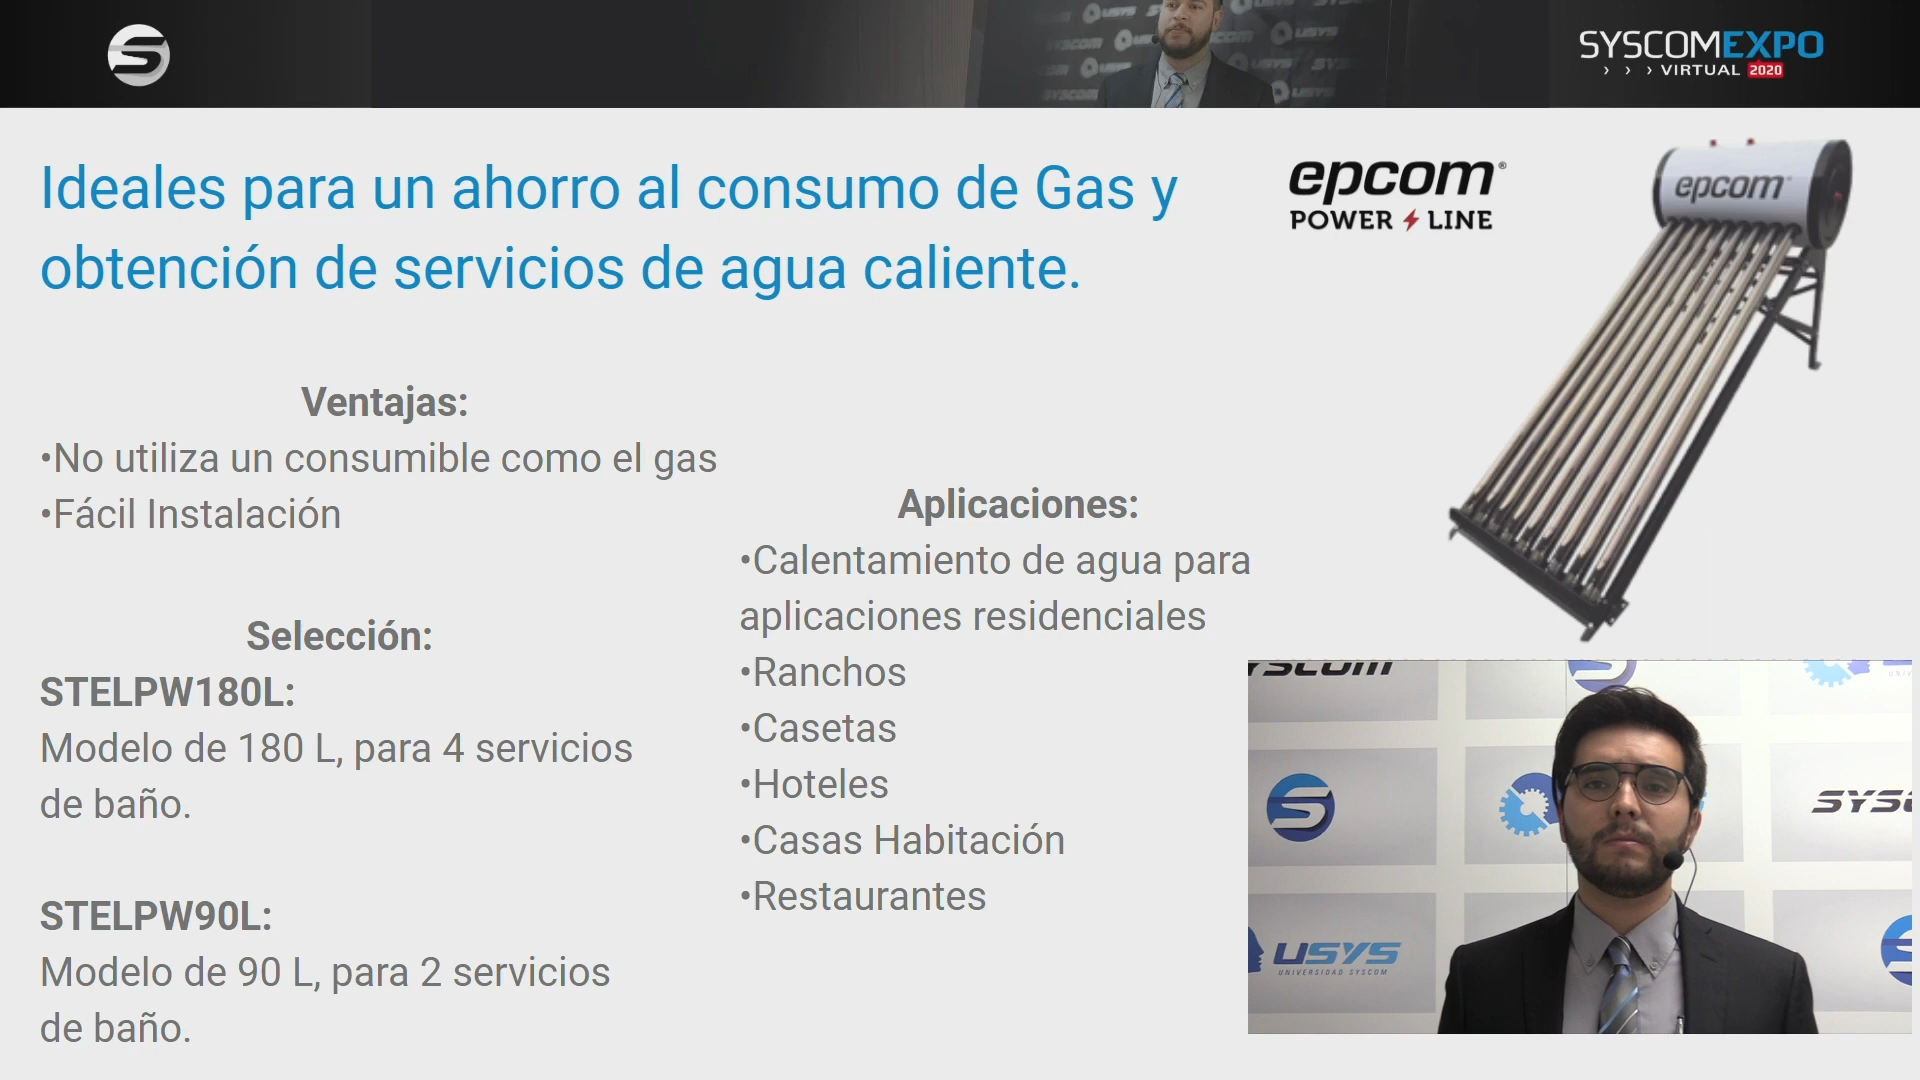 SYSCOM EXPO
VIRTUAL 2020
Ideales para un ahorro al consumo de Gas y
obtención de servicios de agua caliente.
epcom®
POWER LINE
epcom
Ventajas:
•No utiliza un consumible como el gas
•Fácil Instalación
Selección:
STELPW180L:
Modelo de 180 L, para 4 servicios
de baño.
STELPW90L:
Modelo de 90 L, para 2 servicios
de baño.
Aplicaciones:
•Calentamiento de agua para
aplicaciones residenciales
•Ranchos
•Casetas
•Hoteles
•Casas Habitación
•Restaurantes
USYS
UNIVERSIDAD SYSCOM